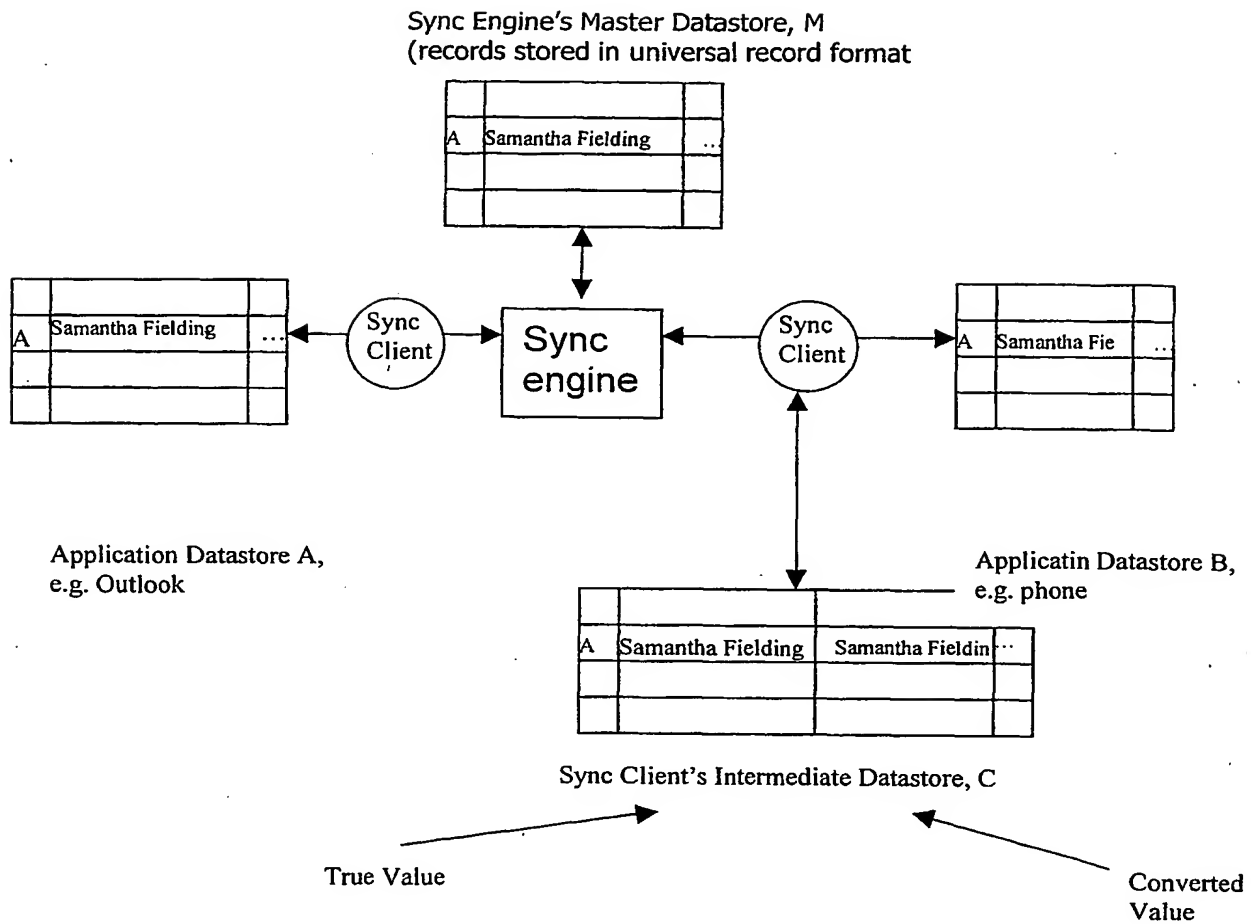 Sync Engine's Master Datastore, M
(records stored in universal record format
A Samantha Fielding ...
A Samantha Fielding ...
Sync
Client
Sync
engine
Sync
Client
A Samantha Fie ...
Application Datastore A,
e.g. Outlook
Applicatin Datastore B,
e.g. phone
A Samantha Fielding Samantha Fieldin ...
Sync Client's Intermediate Datastore, C
True Value
Converted
Value